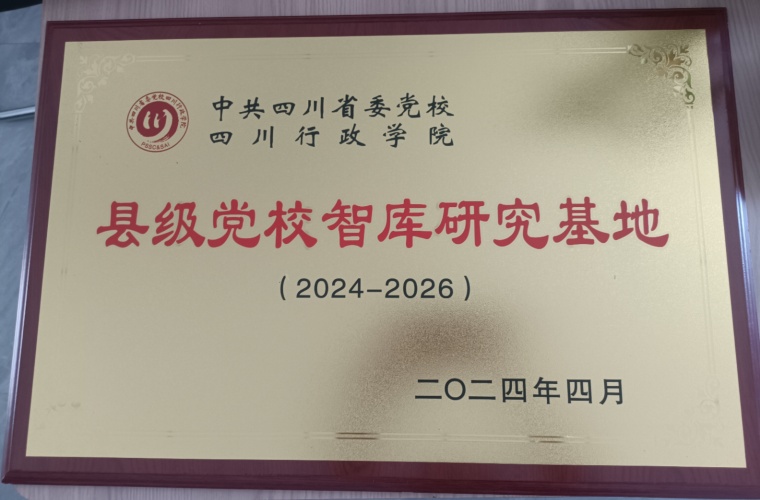 中共四川省委党校
四川行政学院
县级党校智库研究基地
(2024-2026)
二〇二四年四月